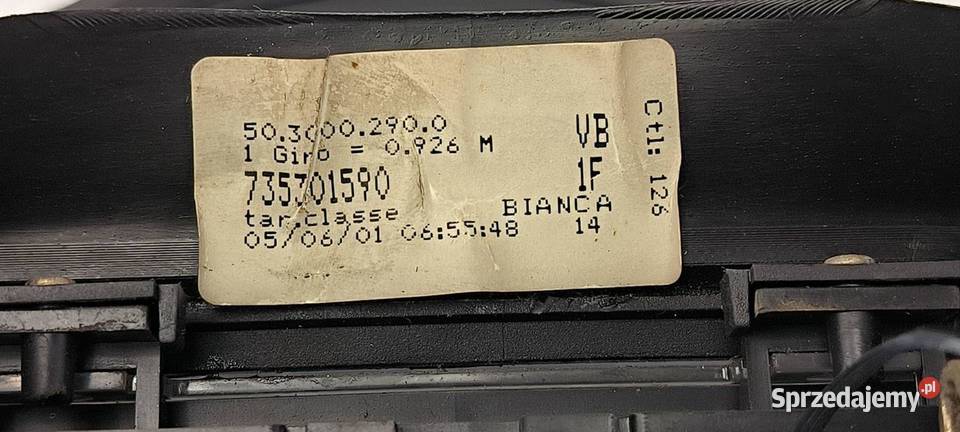 50.3000.290.0
1 Giro = 0.926 M
735301590
tar.classe
05/06/01 06:55:48
VB
1F
BIANCA
14
Ctl: 126
Sprzedajemy.pl